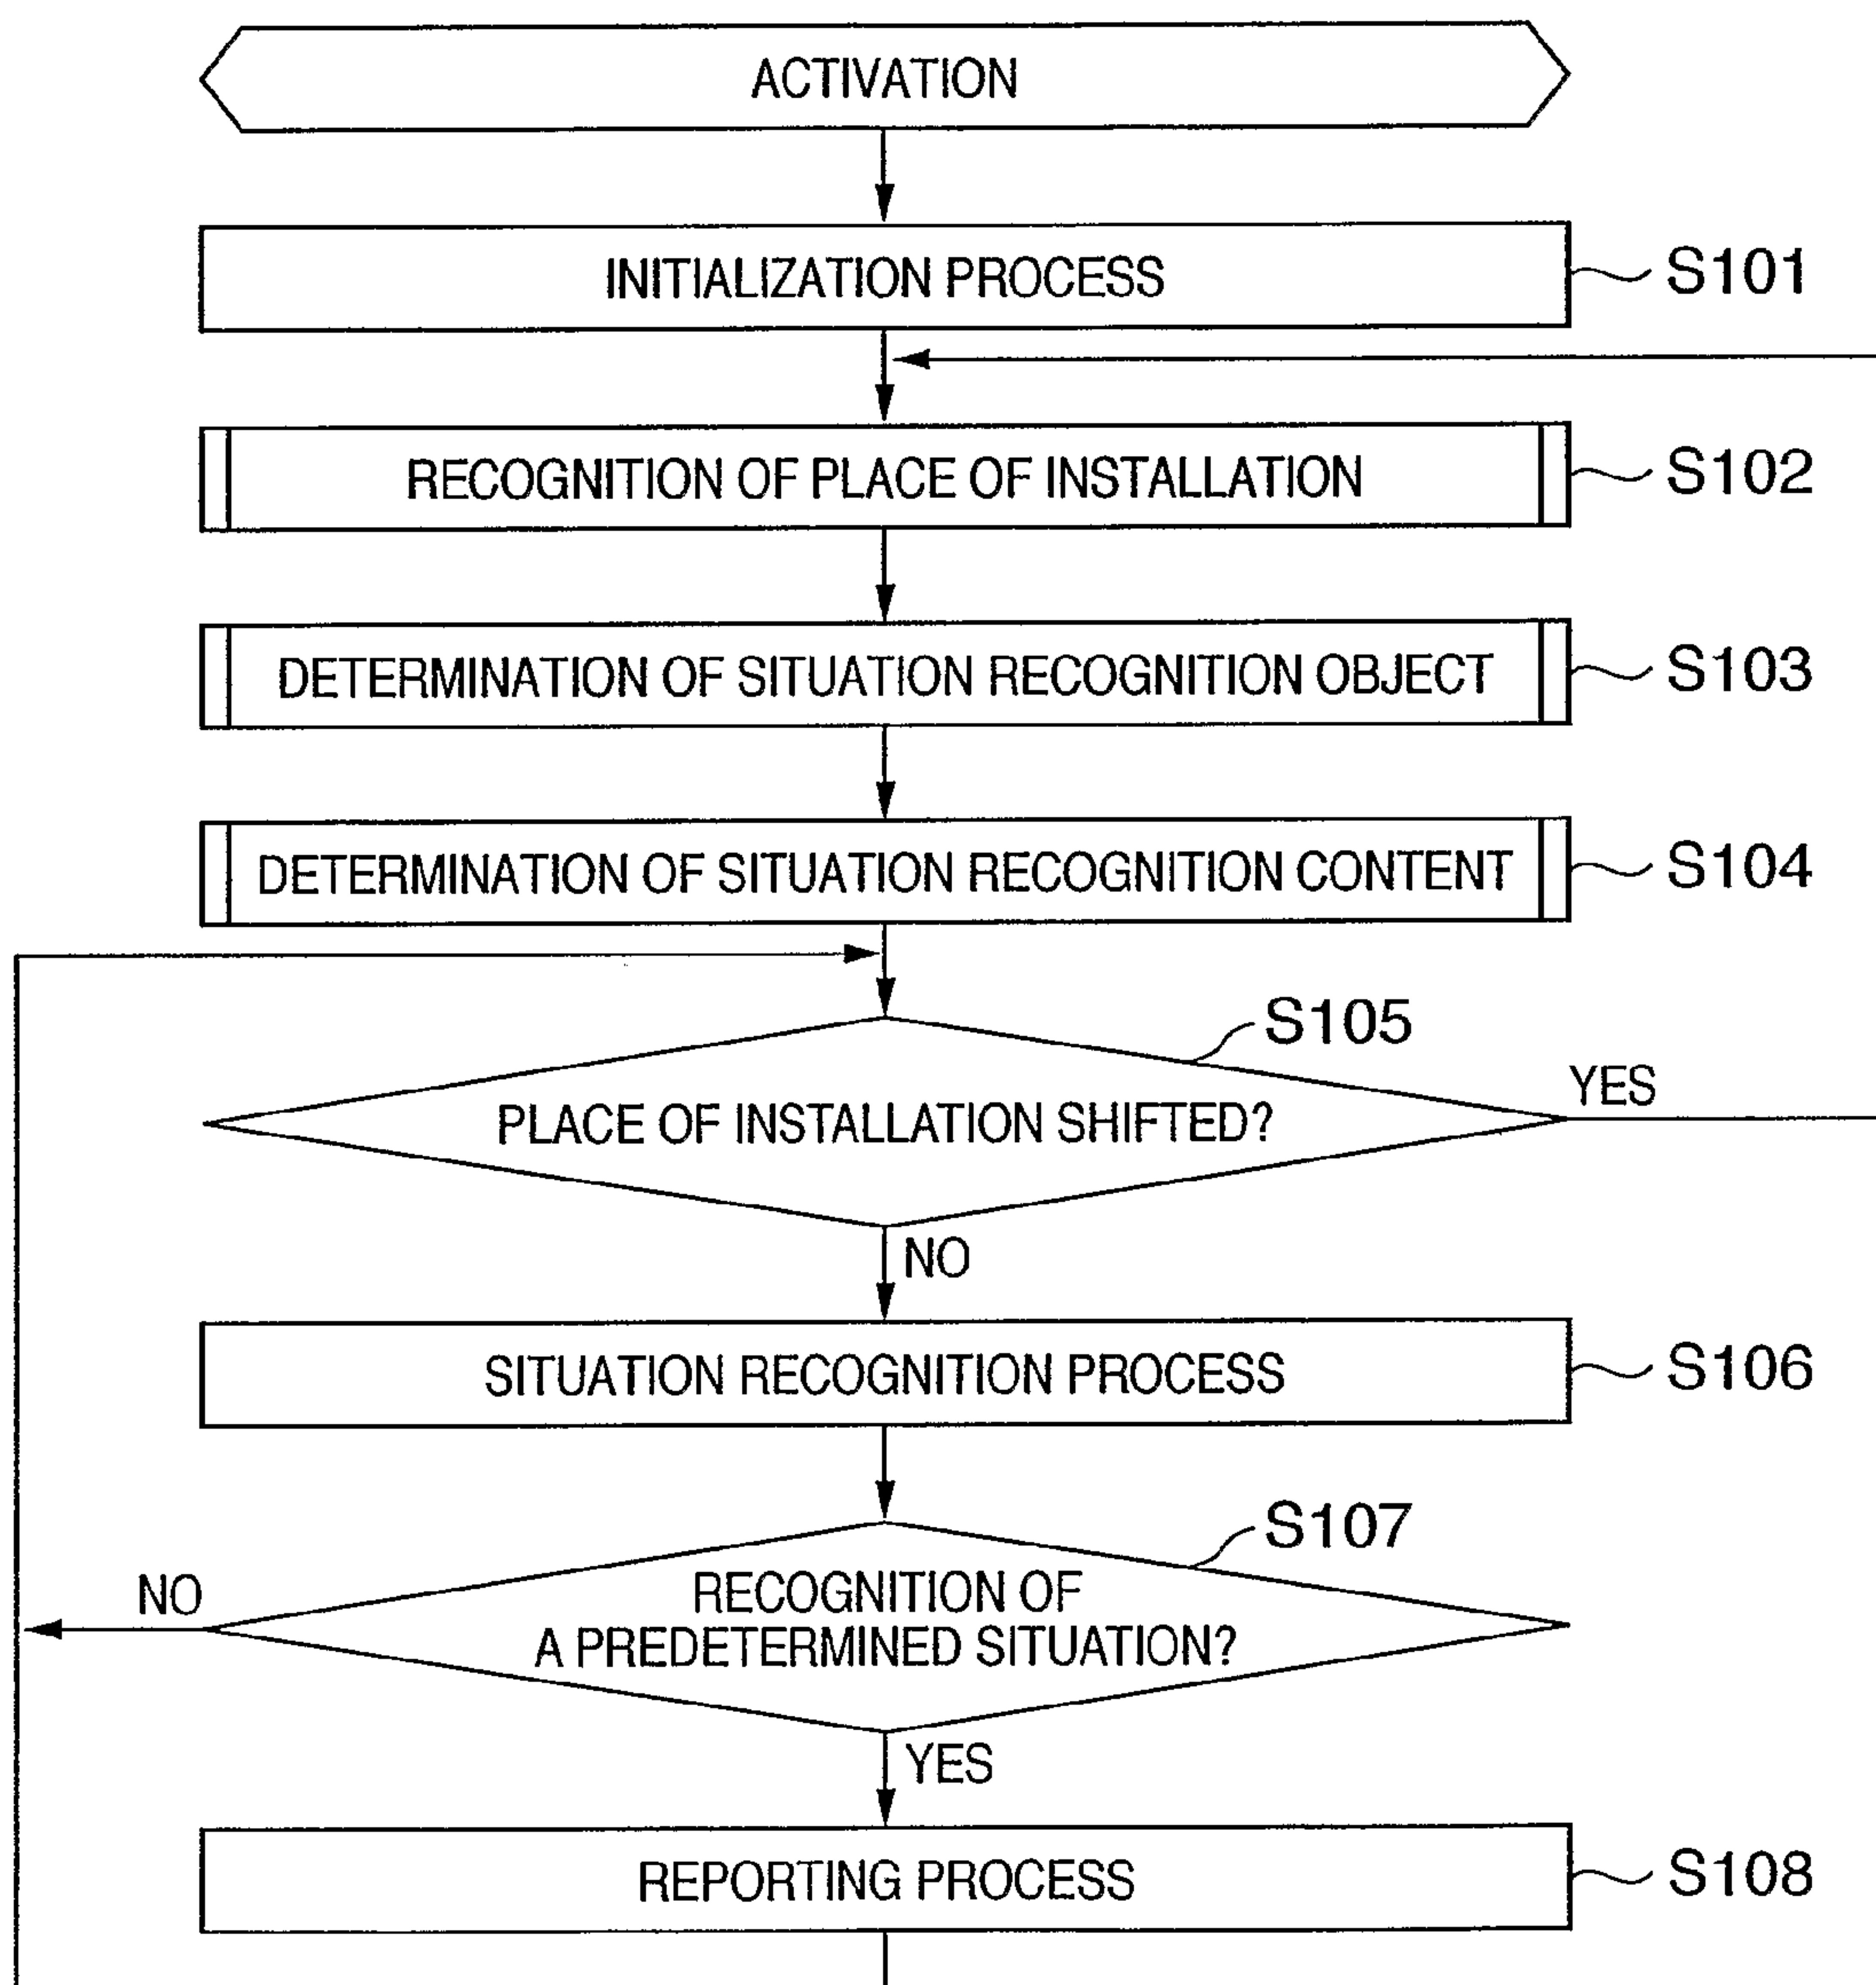 ACTIVATION
INITIALIZATION PROCESS
S101
RECOGNITION OF PLACE OF INSTALLATION
S102
DETERMINATION OF SITUATION RECOGNITION OBJECT
S103
DETERMINATION OF SITUATION RECOGNITION CONTENT
S104
S105
YES
PLACE OF INSTALLATION SHIFTED?
NO
SITUATION RECOGNITION PROCESS
S106
S107
NO
RECOGNITION OF
A PREDETERMINED SITUATION?
YES
REPORTING PROCESS
S108